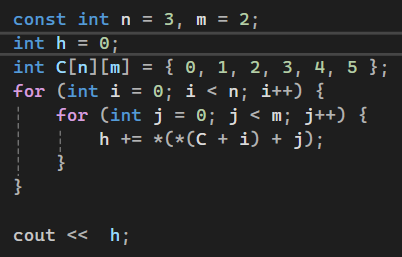 const int n = 3, m = 2;
int h = 0;
int C[n][m] = { 0, 1, 2, 3, 4, 5 };
for (int i = 0; i < n; i++) {
    for (int j = 0; j < m; j++) {
        h += *(*(C + i) + j);
    }
}
cout <<  h;